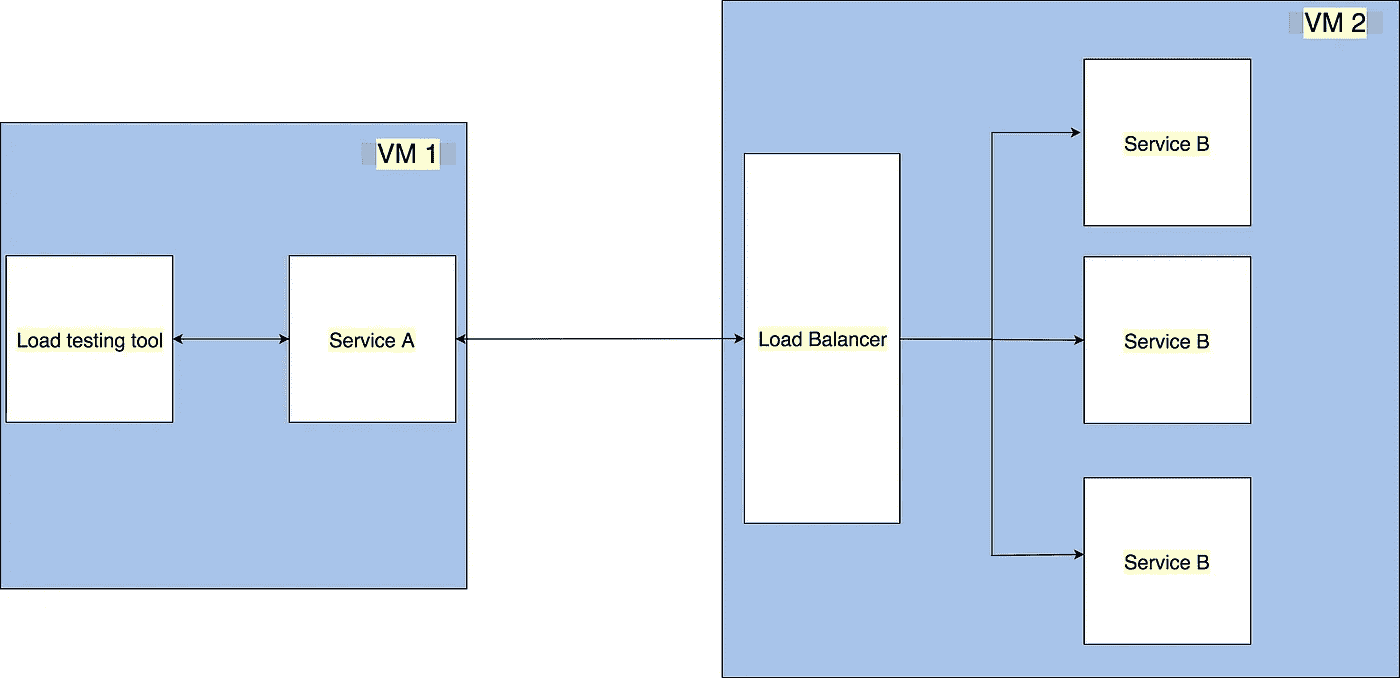 VM 1
Load testing tool
Service A
VM 2
Load Balancer
Service B
Service B
Service B